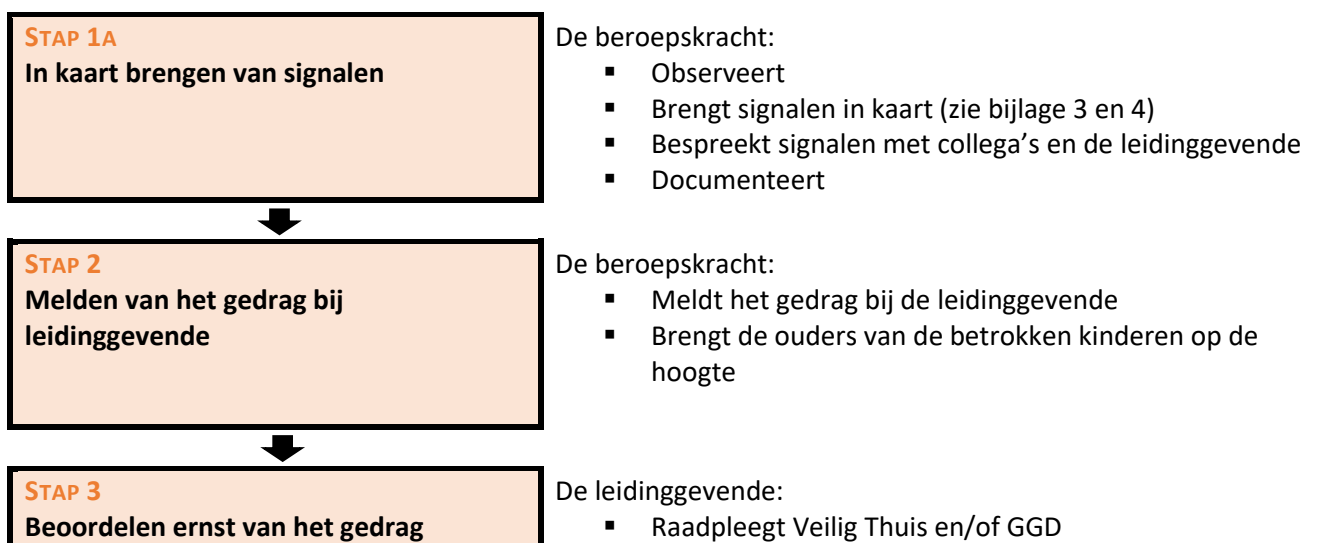 STAP 1A
In kaart brengen van signalen
De beroepskracht:
▪ Observeert
▪ Brengt signalen in kaart (zie bijlage 3 en 4)
▪ Bespreekt signalen met collega’s en de leidinggevende
▪ Documenteert
STAP 2
Melden van het gedrag bij
leidinggevende
De beroepskracht:
▪ Meldt het gedrag bij de leidinggevende
▪ Brengt de ouders van de betrokken kinderen op de
hoogte
STAP 3
Beoordelen ernst van het gedrag
De leidinggevende:
▪ Raadpleegt Veilig Thuis en/of GGD